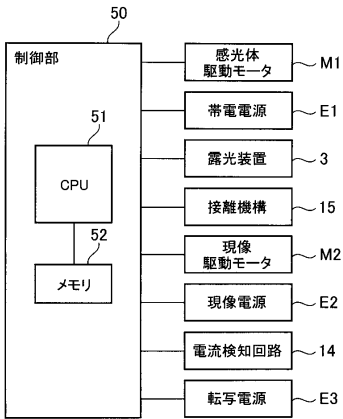 50
制御部
51
CPU
52
メモリ
感光体
駆動モータ
M1
帯電電源
E1
露光装置
3
接離機構
15
現像
駆動モータ
M2
現像電源
E2
電流検知回路
14
転写電源
E3